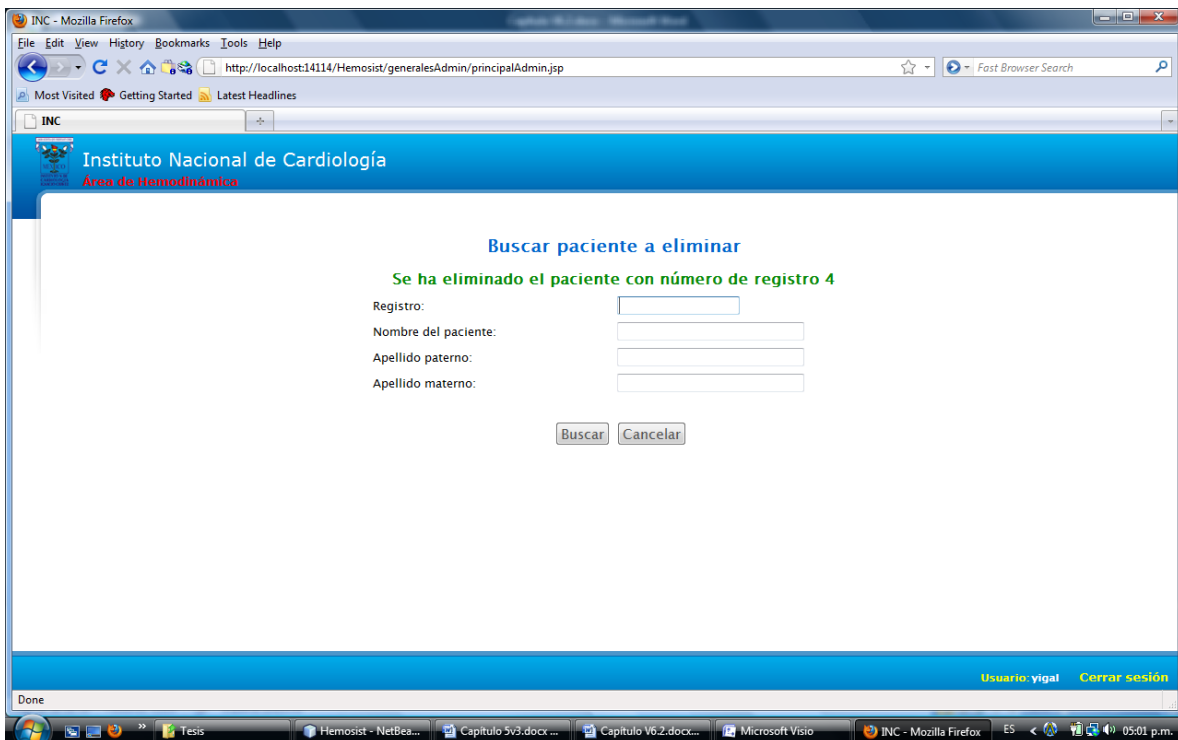 INC - Mozilla Firefox
File Edit View History Bookmarks Tools Help
http://localhost:14114/Hemosist/generalesAdmin/principalAdmin.jsp
Fast Browser Search
Most Visited Getting Started Latest Headlines
INC
Instituto Nacional de Cardiología
Área de Hemodinámica
Buscar paciente a eliminar
Se ha eliminado el paciente con número de registro 4
Registro:
Nombre del paciente:
Apellido paterno:
Apellido materno:
Buscar Cancelar
Usuario: yigal Cerrar sesión
Done
Tesis Hemosist - NetBea... Capítulo 5v3.docx ... Capítulo V6.2.docx... Microsoft Visio INC - Mozilla Firefox ES 05:01 p.m.